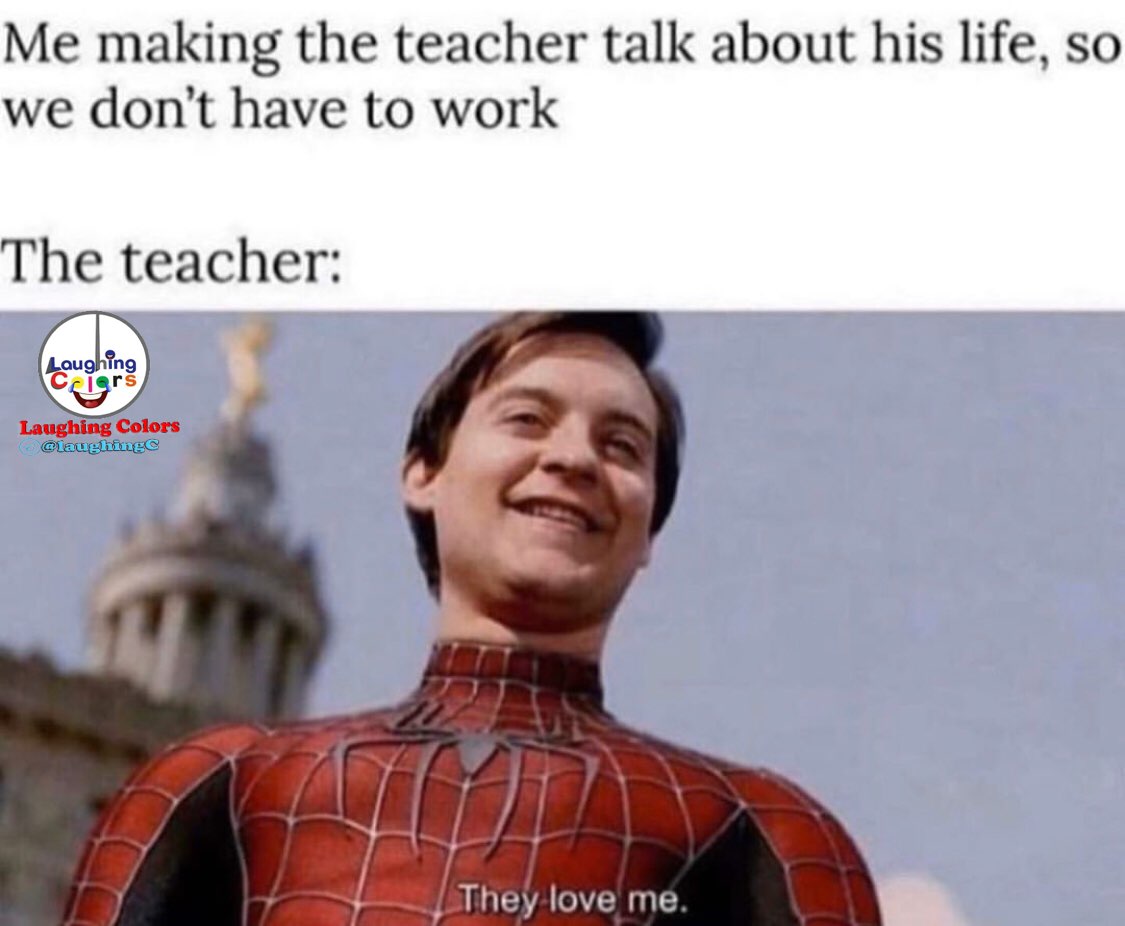 Me making the teacher talk about his life, so
we don't have to work
The teacher:
Laughing
Colors
Laughing Colors
@laughingC
They love me.